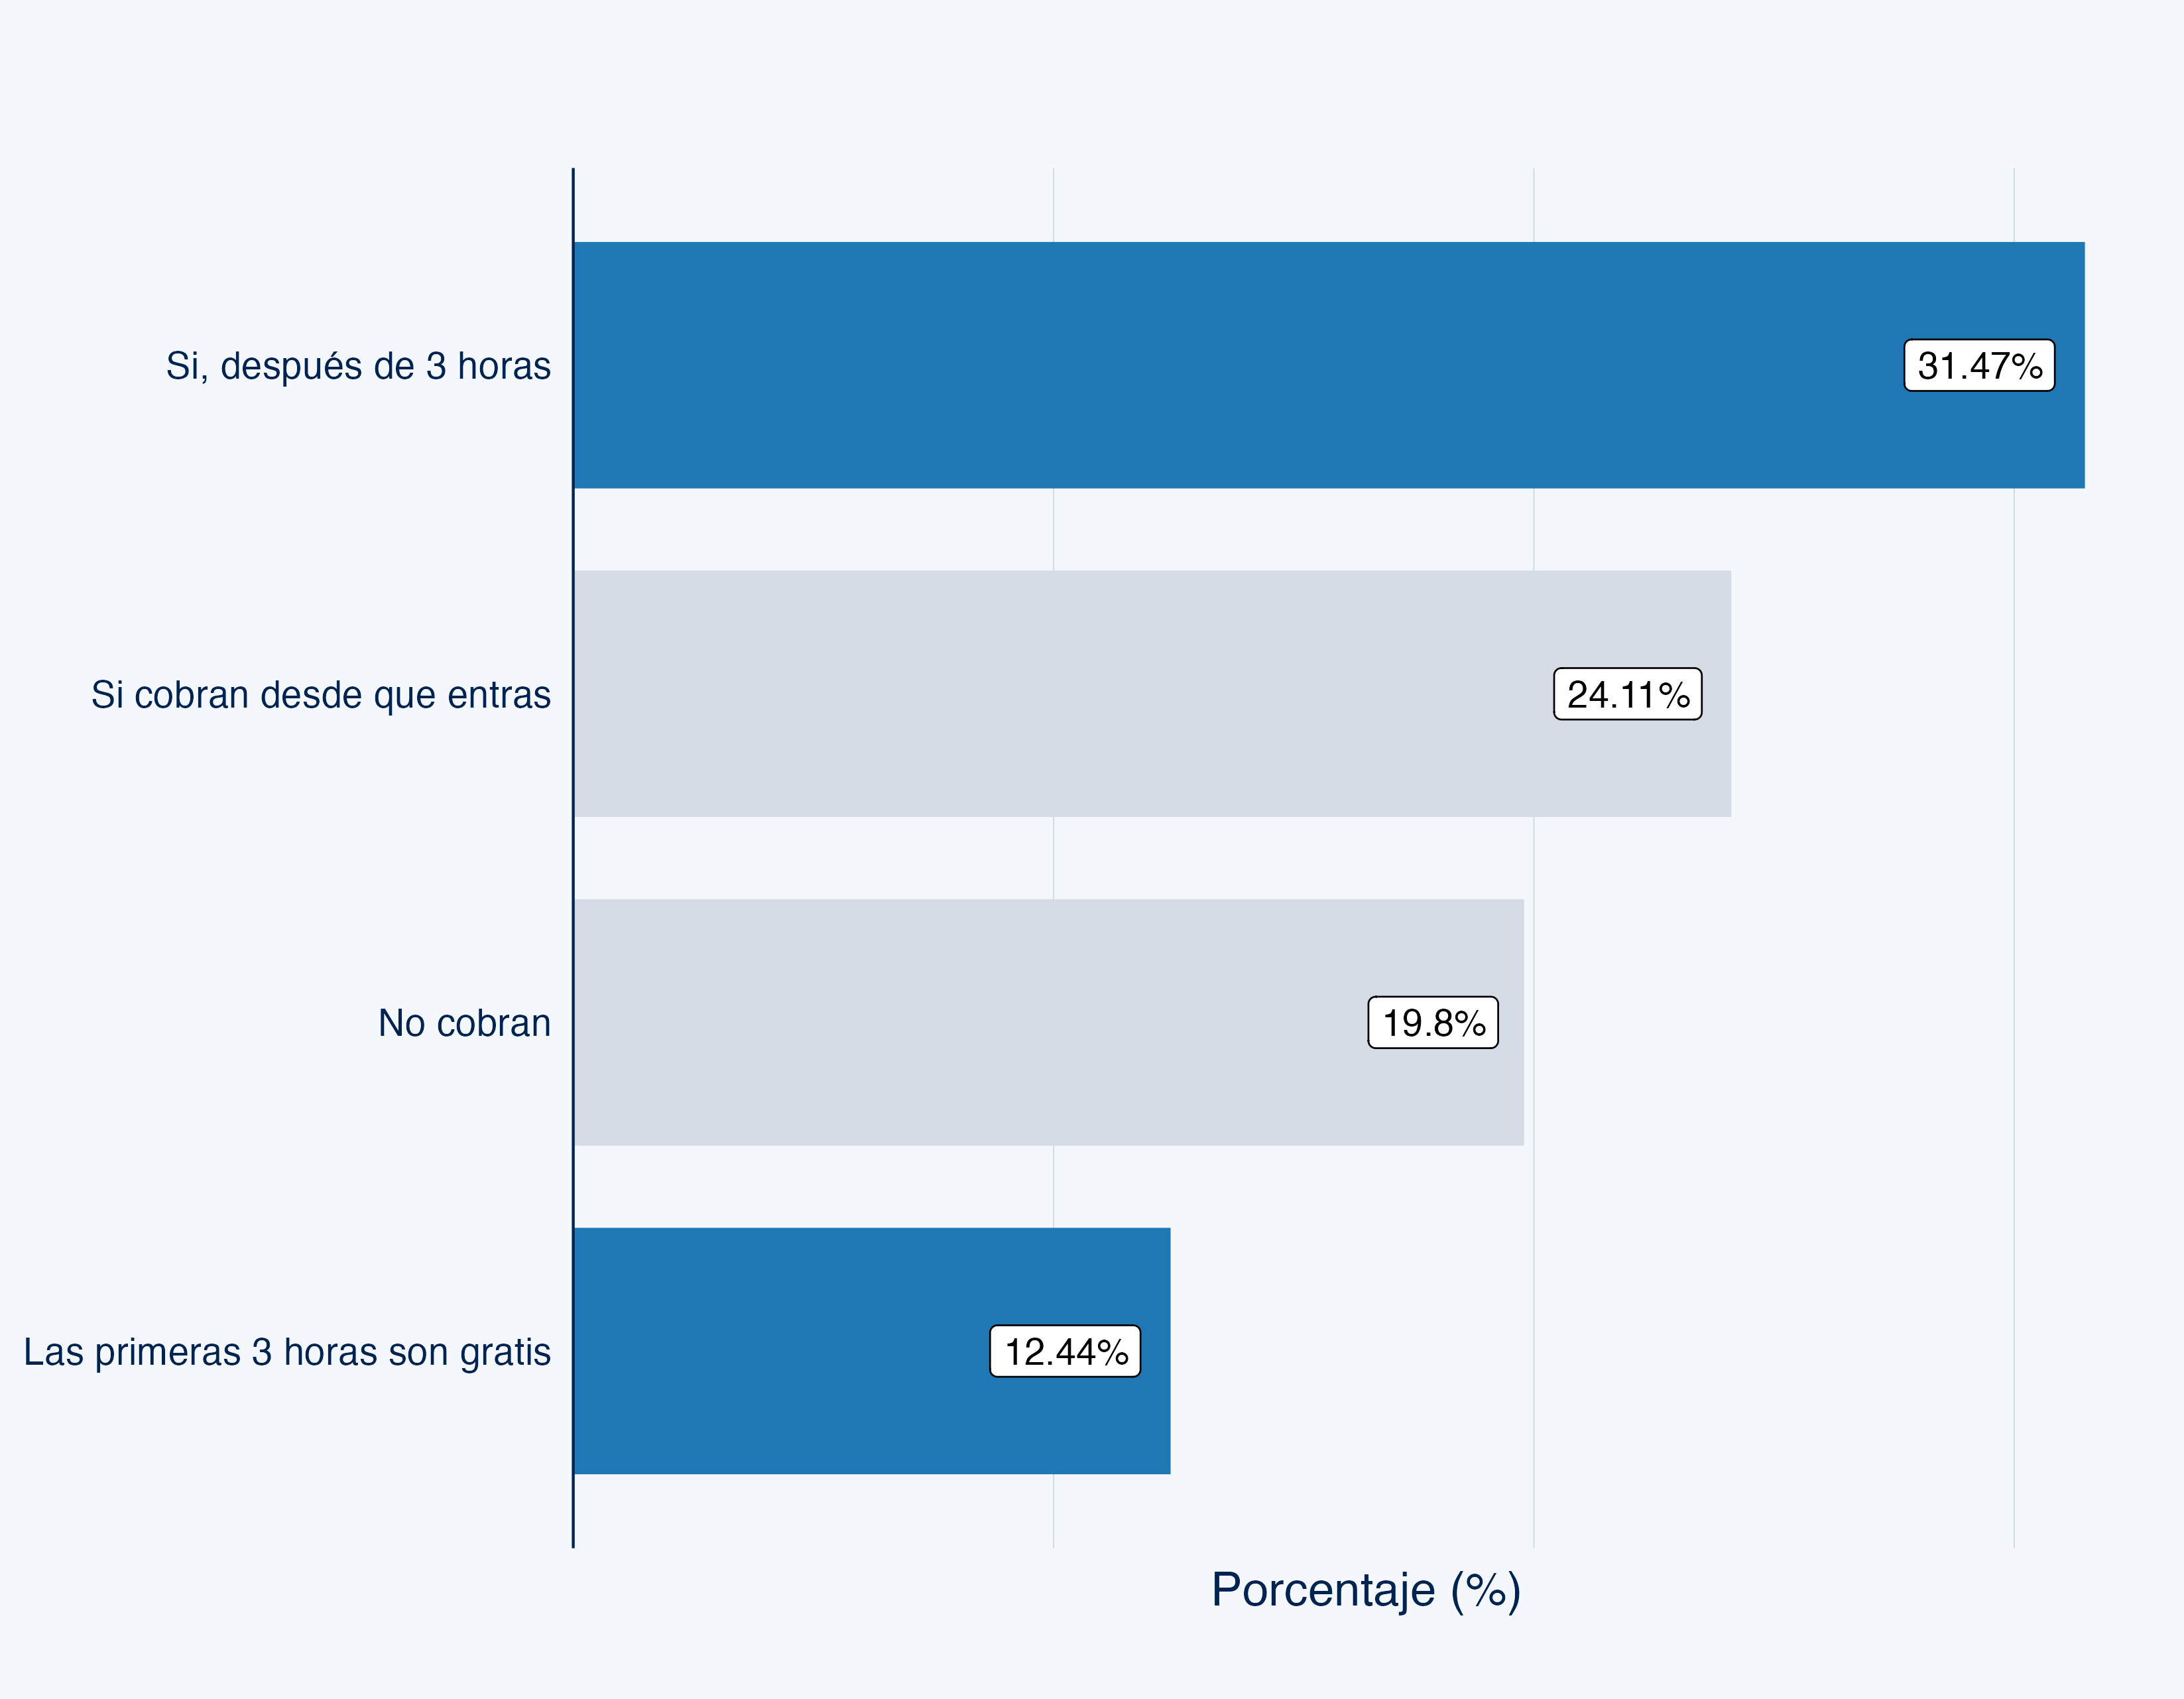 Si, después de 3 horas
31.47%
Si cobran desde que entras
24.11%
No cobran
19.8%
Las primeras 3 horas son gratis
12.44%
Porcentaje (%)